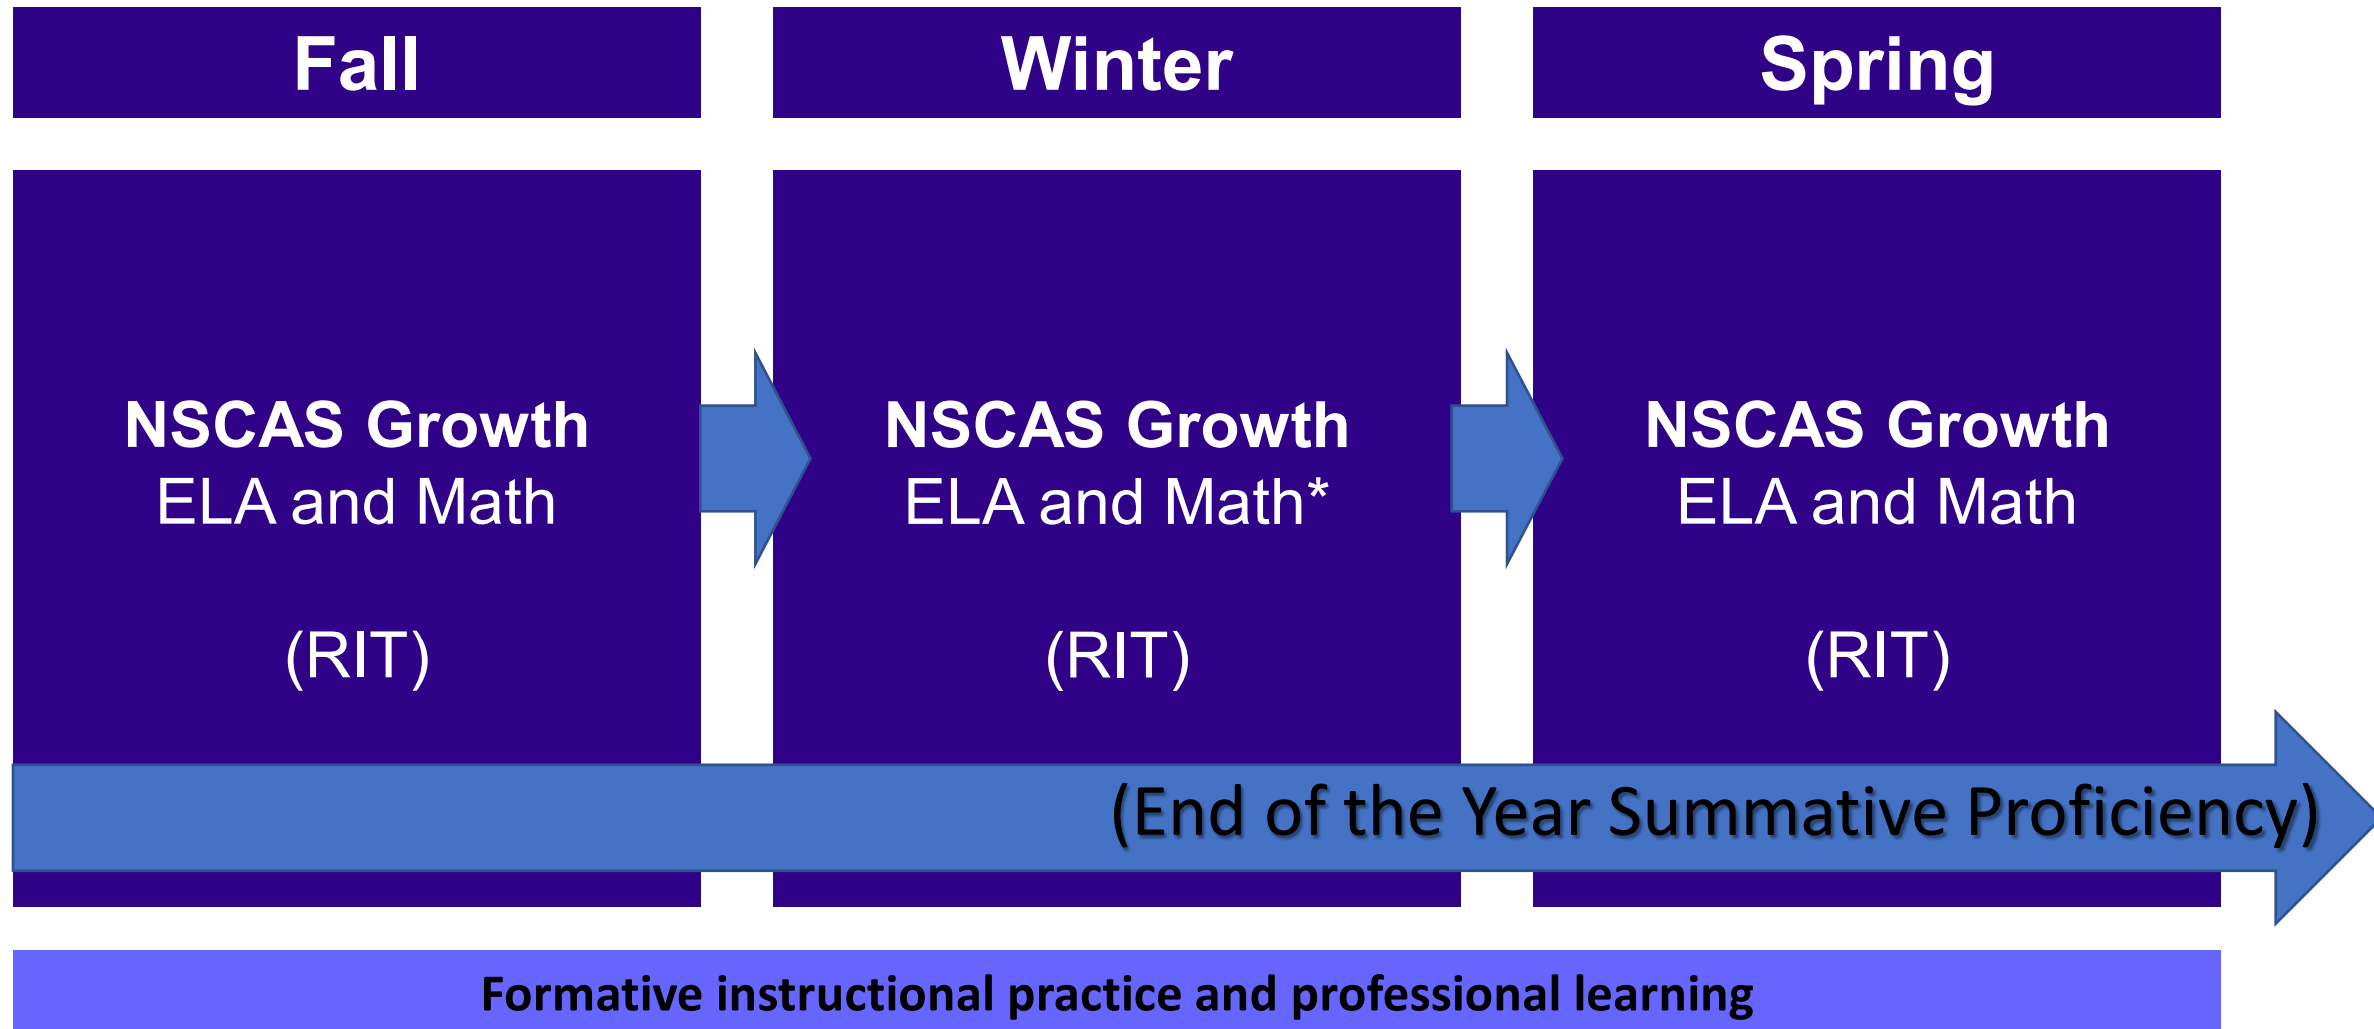 Fall
Winter
Spring
NSCAS Growth
ELA and Math
(RIT)
NSCAS Growth
ELA and Math*
(RIT)
NSCAS Growth
ELA and Math
(RIT)
(End of the Year Summative Proficiency)
Formative instructional practice and professional learning